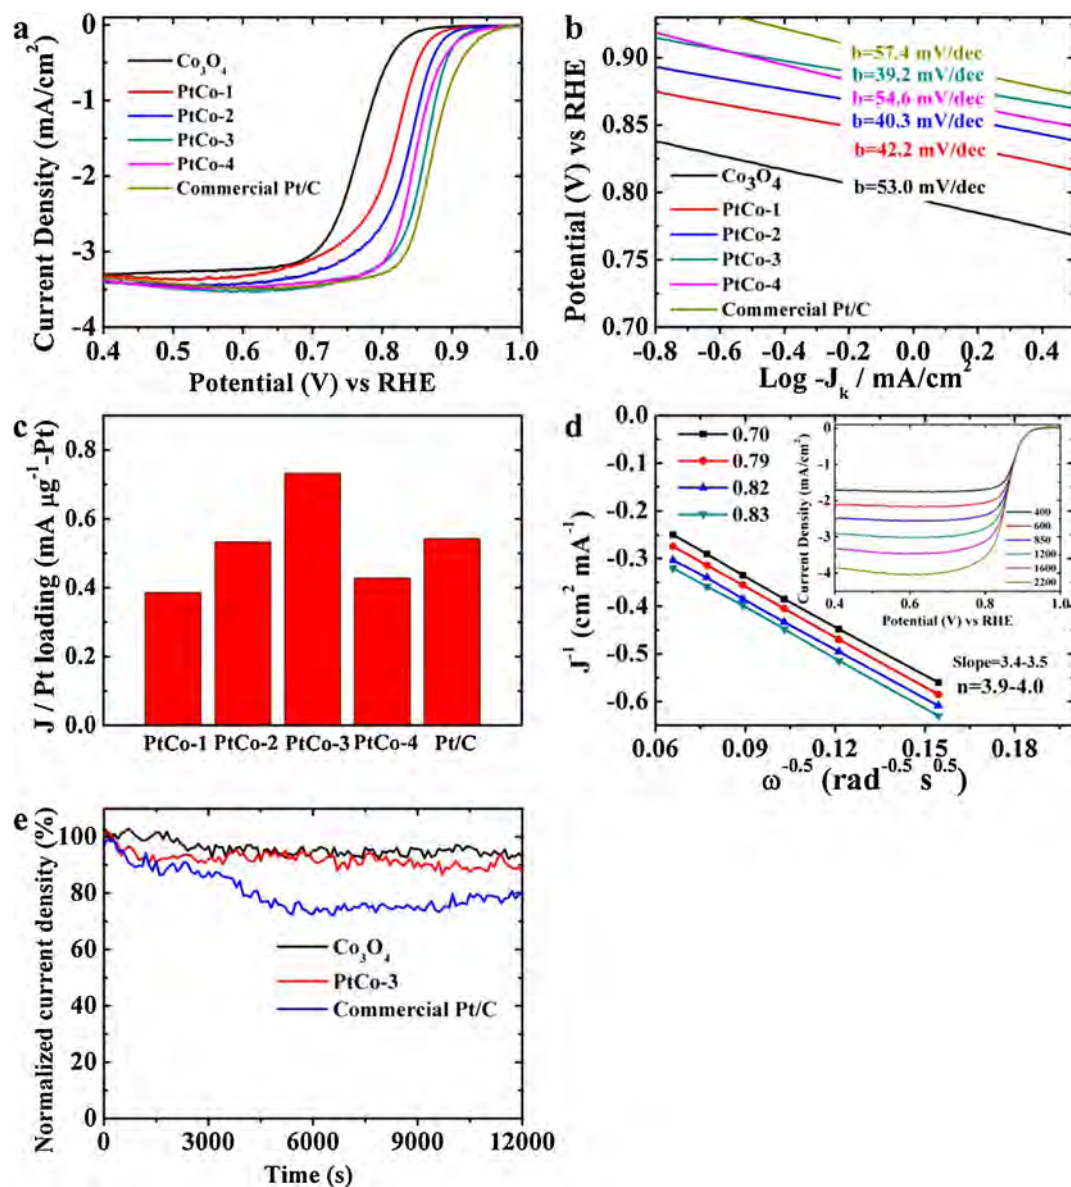 a
Current Density (mA/cm²)
0
-1
-2
-3
-4
Co₃O₄
PtCo-1
PtCo-2
PtCo-3
PtCo-4
Commercial Pt/C
0.4 0.5 0.6 0.7 0.8 0.9 1.0
Potential (V) vs RHE
b
Potential (V) vs RHE
0.90
0.85
0.80
0.75
0.70
b=57.4 mV/dec
b=39.2 mV/dec
b=54.6 mV/dec
b=40.3 mV/dec
b=42.2 mV/dec
b=53.0 mV/dec
Co₃O₄
PtCo-1
PtCo-2
PtCo-3
PtCo-4
Commercial Pt/C
-0.8 -0.6 -0.4 -0.2 0.0 0.2 0.4
Log -Jₖ / mA/cm²
c
J / Pt loading (mA μg⁻¹-Pt)
0.8
0.6
0.4
0.2
0.0
PtCo-1 PtCo-2 PtCo-3 PtCo-4 Pt/C
d
J⁻¹ (cm² mA⁻¹)
0.0
-0.1
-0.2
-0.3
-0.4
-0.5
-0.6
0.70
0.79
0.82
0.83
Current Density (mA/cm²)
0
-1
-2
-3
-4
400
600
850
1200
1600
2200
0.4 0.6 0.8 1.0
Potential (V) vs RHE
Slope=3.4-3.5
n=3.9-4.0
0.06 0.09 0.12 0.15 0.18
ω⁻⁰·⁵ (rad⁻⁰·⁵ s⁰·⁵)
e
Normalized current density (%)
100
80
60
40
20
0
Co₃O₄
PtCo-3
Commercial Pt/C
0 3000 6000 9000 12000
Time (s)